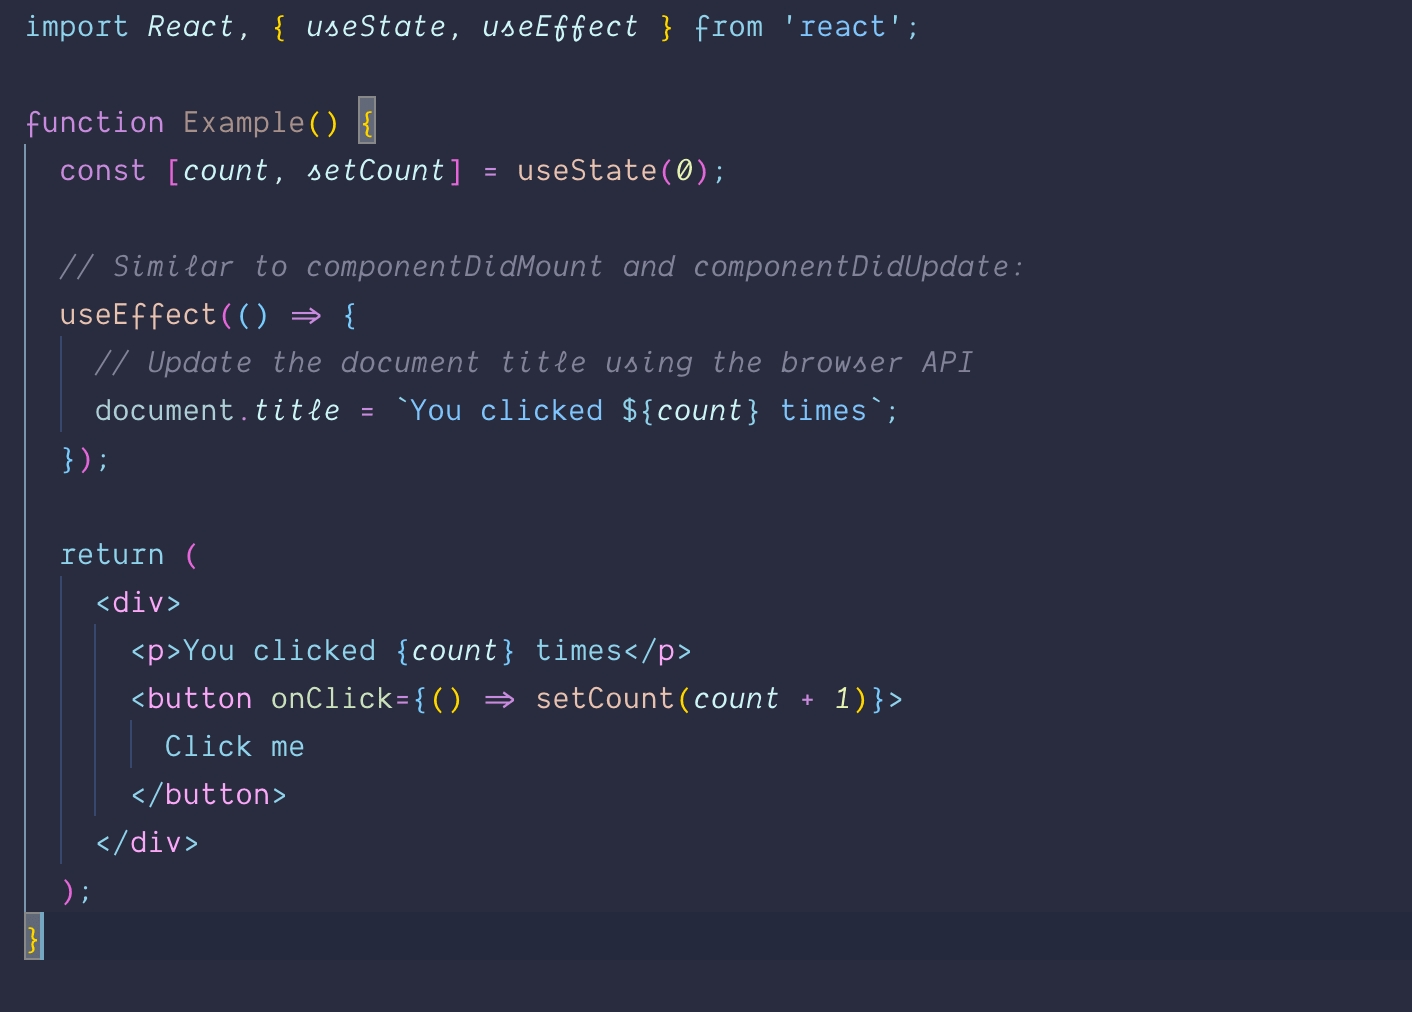 import React, { useState, useEffect } from 'react';
function Example() {
const [count, setCount] = useState(0);
// Similar to componentDidMount and componentDidUpdate:
useEffect(() => {
// Update the document title using the browser API
document.title = `You clicked ${count} times`;
});
return (
<div>
<p>You clicked {count} times</p>
<button onClick={() => setCount(count + 1)}>
Click me
</button>
</div>
);
}